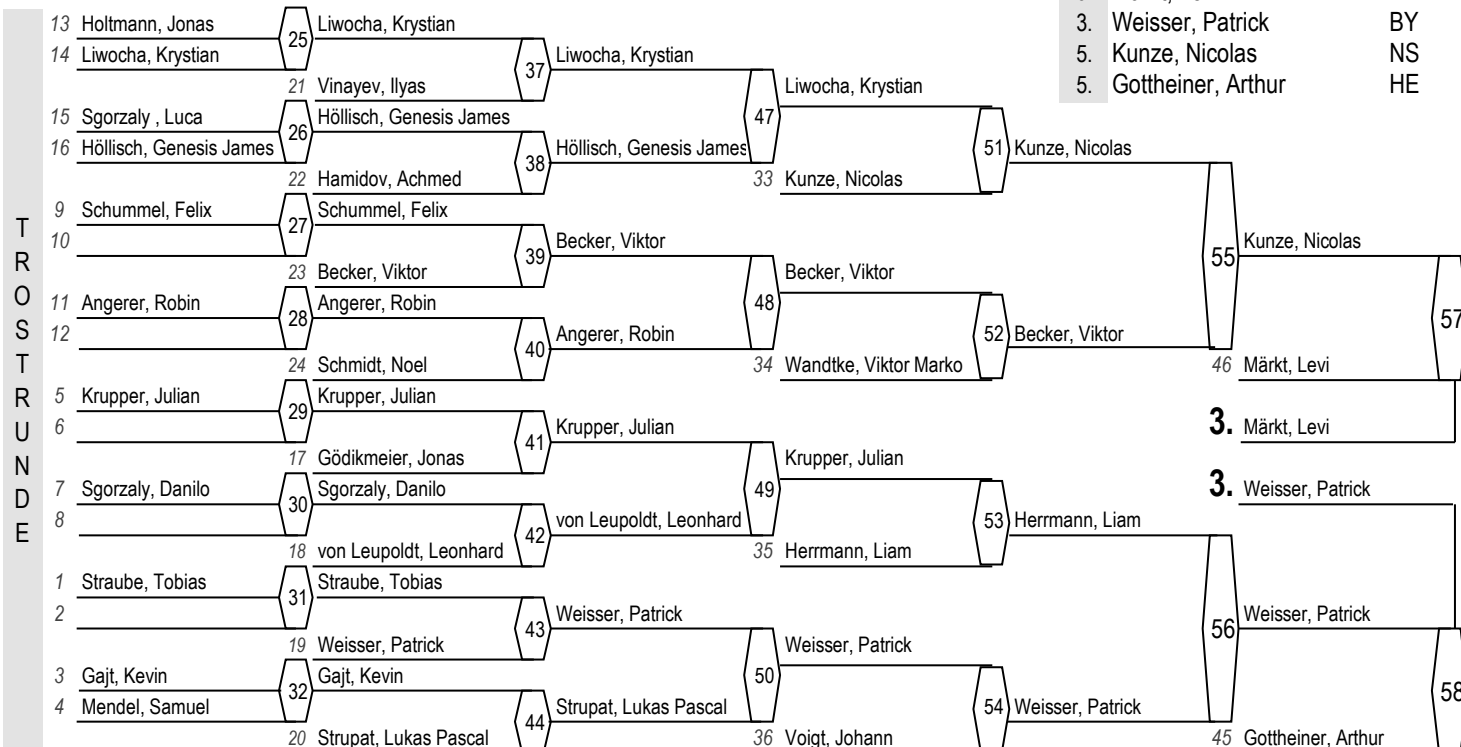 3. Weisser, Patrick BY
5. Kunze, Nicolas NS
5. Gottheiner, Arthur HE
TROSTRUNDE
13 Holtmann, Jonas
14 Liwocha, Krystian
15 Sgorzaly , Luca
16 Höllisch, Genesis James
9 Schummel, Felix
10
11 Angerer, Robin
12
5 Krupper, Julian
6
7 Sgorzaly, Danilo
8
1 Straube, Tobias
2
3 Gajt, Kevin
4 Mendel, Samuel
25
26
27
28
29
30
31
32
Liwocha, Krystian
21 Vinayev, Ilyas
Höllisch, Genesis James
22 Hamidov, Achmed
Schummel, Felix
23 Becker, Viktor
Angerer, Robin
24 Schmidt, Noel
Krupper, Julian
17 Gödikmeier, Jonas
Sgorzaly, Danilo
18 von Leupoldt, Leonhard
Straube, Tobias
19 Weisser, Patrick
Gajt, Kevin
20 Strupat, Lukas Pascal
37
38
39
40
41
42
43
44
Liwocha, Krystian
Höllisch, Genesis James
Becker, Viktor
Angerer, Robin
Krupper, Julian
von Leupoldt, Leonhard
Weisser, Patrick
Strupat, Lukas Pascal
47
48
49
50
Liwocha, Krystian
33 Kunze, Nicolas
Becker, Viktor
34 Wandtke, Viktor Marko
Krupper, Julian
35 Herrmann, Liam
Weisser, Patrick
36 Voigt, Johann
51
52
53
54
Kunze, Nicolas
Becker, Viktor
Herrmann, Liam
Weisser, Patrick
55
56
Kunze, Nicolas
46 Märkt, Levi
3. Märkt, Levi
3. Weisser, Patrick
Weisser, Patrick
45 Gottheiner, Arthur
57
58